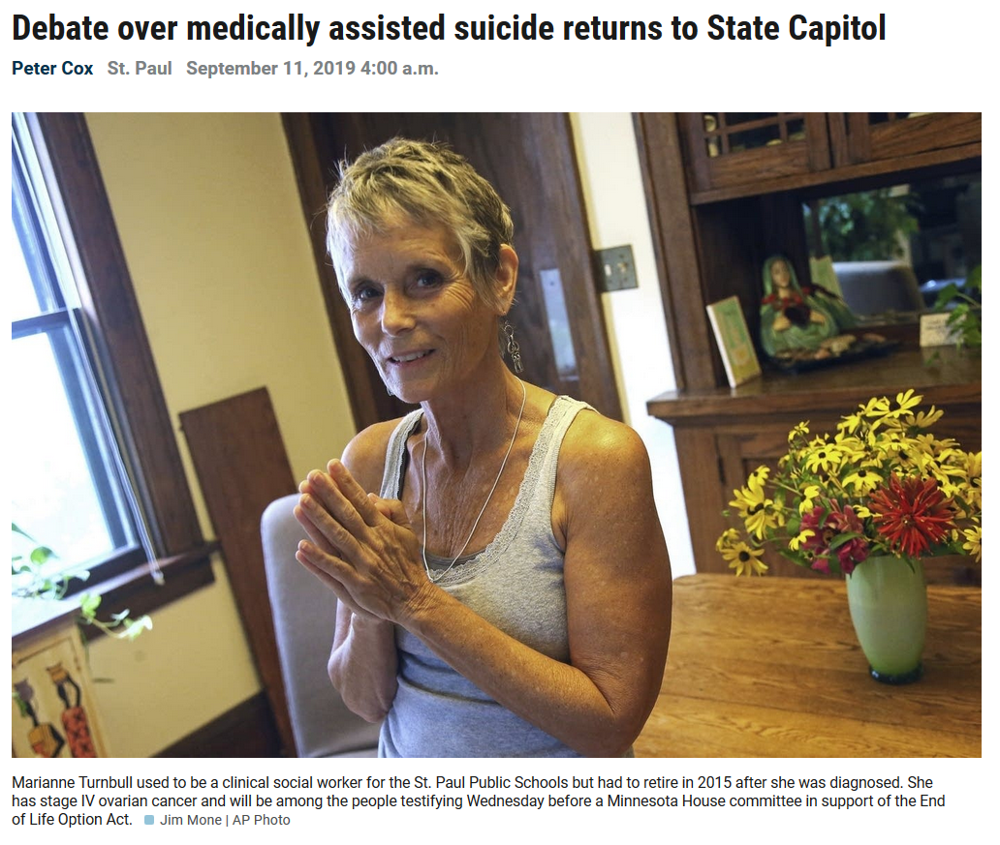 Debate over medically assisted suicide returns to State Capitol
Peter Cox St. Paul September 11, 2019 4:00 a.m.
Marianne Turnbull used to be a clinical social worker for the St. Paul Public Schools but had to retire in 2015 after she was diagnosed. She
has stage IV ovarian cancer and will be among the people testifying Wednesday before a Minnesota House committee in support of the End
of Life Option Act. Jim Mone | AP Photo